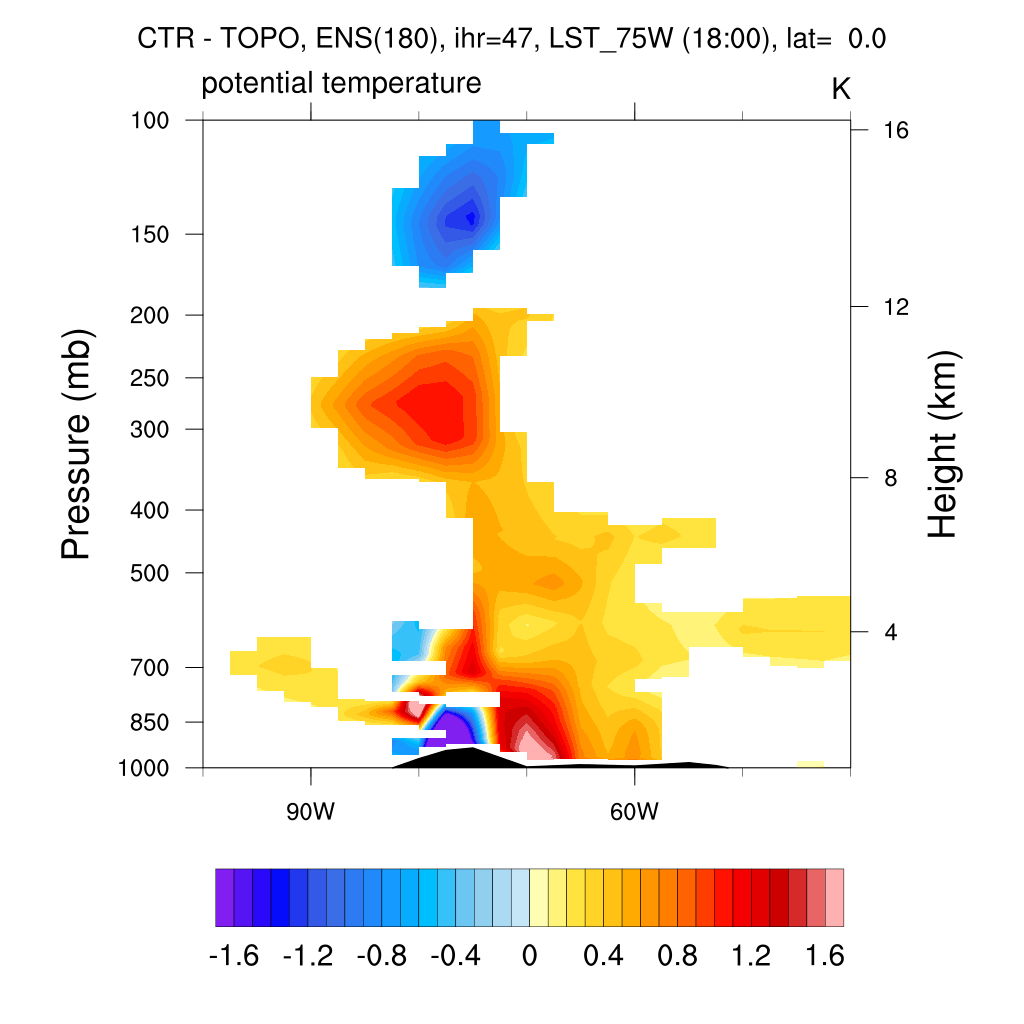 CTR - TOPO, ENS(180), ihr=47, LST_75W (18:00), lat=  0.0
potential temperature K
100
150
200
250
300
400
500
700
850
1000
Pressure (mb)
16
12
8
4
Height (km)
90W 60W
-1.6 -1.2 -0.8 -0.4 0 0.4 0.8 1.2 1.6